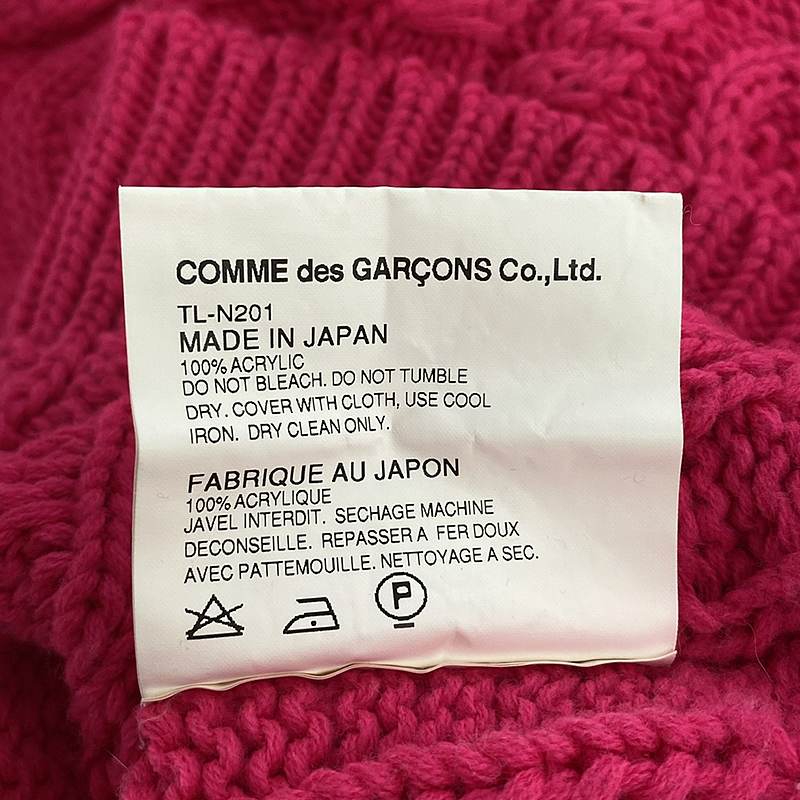 COMME des GARÇONS Co.,Ltd.
TL-N201
MADE IN JAPAN
100% ACRYLIC
DO NOT BLEACH. DO NOT TUMBLE
DRY. COVER WITH CLOTH, USE COOL
IRON. DRY CLEAN ONLY.
FABRIQUE AU JAPON
100% ACRYLIQUE
JAVEL INTERDIT. SECHAGE MACHINE
DECONSEILLE. REPASSER A FER DOUX
AVEC PATTEMOUILLE. NETTOYAGE A SEC.
P